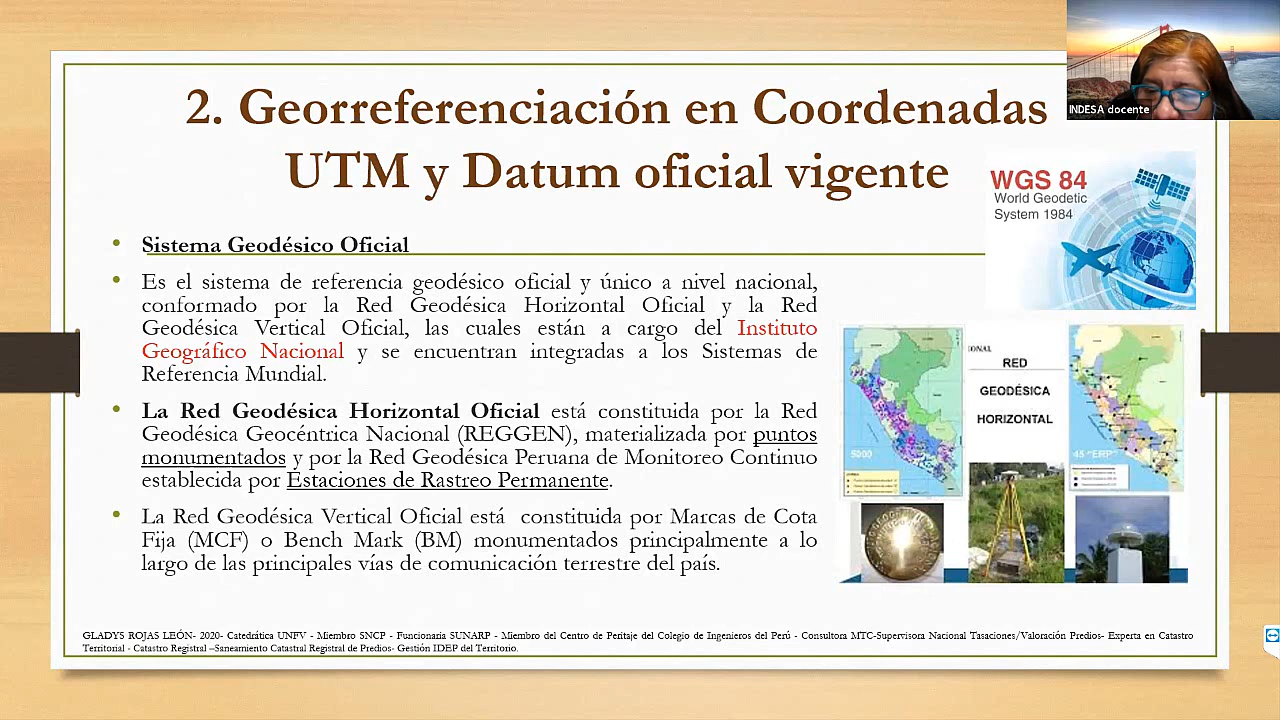 INDESA docente
2. Georreferenciación en Coordenadas
UTM y Datum oficial vigente
WGS 84
World Geodetic
System 1984
• Sistema Geodésico Oficial
• Es el sistema de referencia geodésico oficial y único a nivel nacional,
conformado por la Red Geodésica Horizontal Oficial y la Red
Geodésica Vertical Oficial, las cuales están a cargo del Instituto
Geográfico Nacional y se encuentran integradas a los Sistemas de
Referencia Mundial.
• La Red Geodésica Horizontal Oficial está constituida por la Red
Geodésica Geocéntrica Nacional (REGGEN), materializada por puntos
monumentados y por la Red Geodésica Peruana de Monitoreo Continuo
establecida por Estaciones de Rastreo Permanente.
• La Red Geodésica Vertical Oficial está constituida por Marcas de Cota
Fija (MCF) o Bench Mark (BM) monumentados principalmente a lo
largo de las principales vías de comunicación terrestre del país.
IONAL
RED
GEODÉSICA
HORIZONTAL
5000
45 "ERP"
GLADYS ROJAS LEÓN- 2020- Catedrática UNFV - Miembro SNCP - Funcionaria SUNARP - Miembro del Centro de Peritaje del Colegio de Ingenieros del Perú - Consultora MTC-Supervisora Nacional Tasaciones/Valoración Predios- Experta en Catastro
Territorial - Catastro Registral –Saneamiento Catastral Registral de Predios- Gestión IDEP del Territorio.